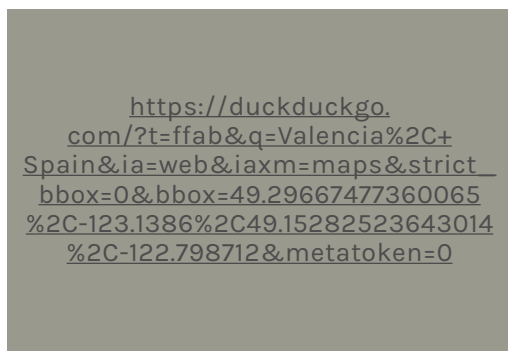 https://duckduckgo.
com/?t=ffab&q=Valencia%2C+
Spain&ia=web&iaxm=maps&strict_
bbox=0&bbox=49.29667477360065
%2C-123.1386%2C49.15282523643014
%2C-122.798712&metatoken=0